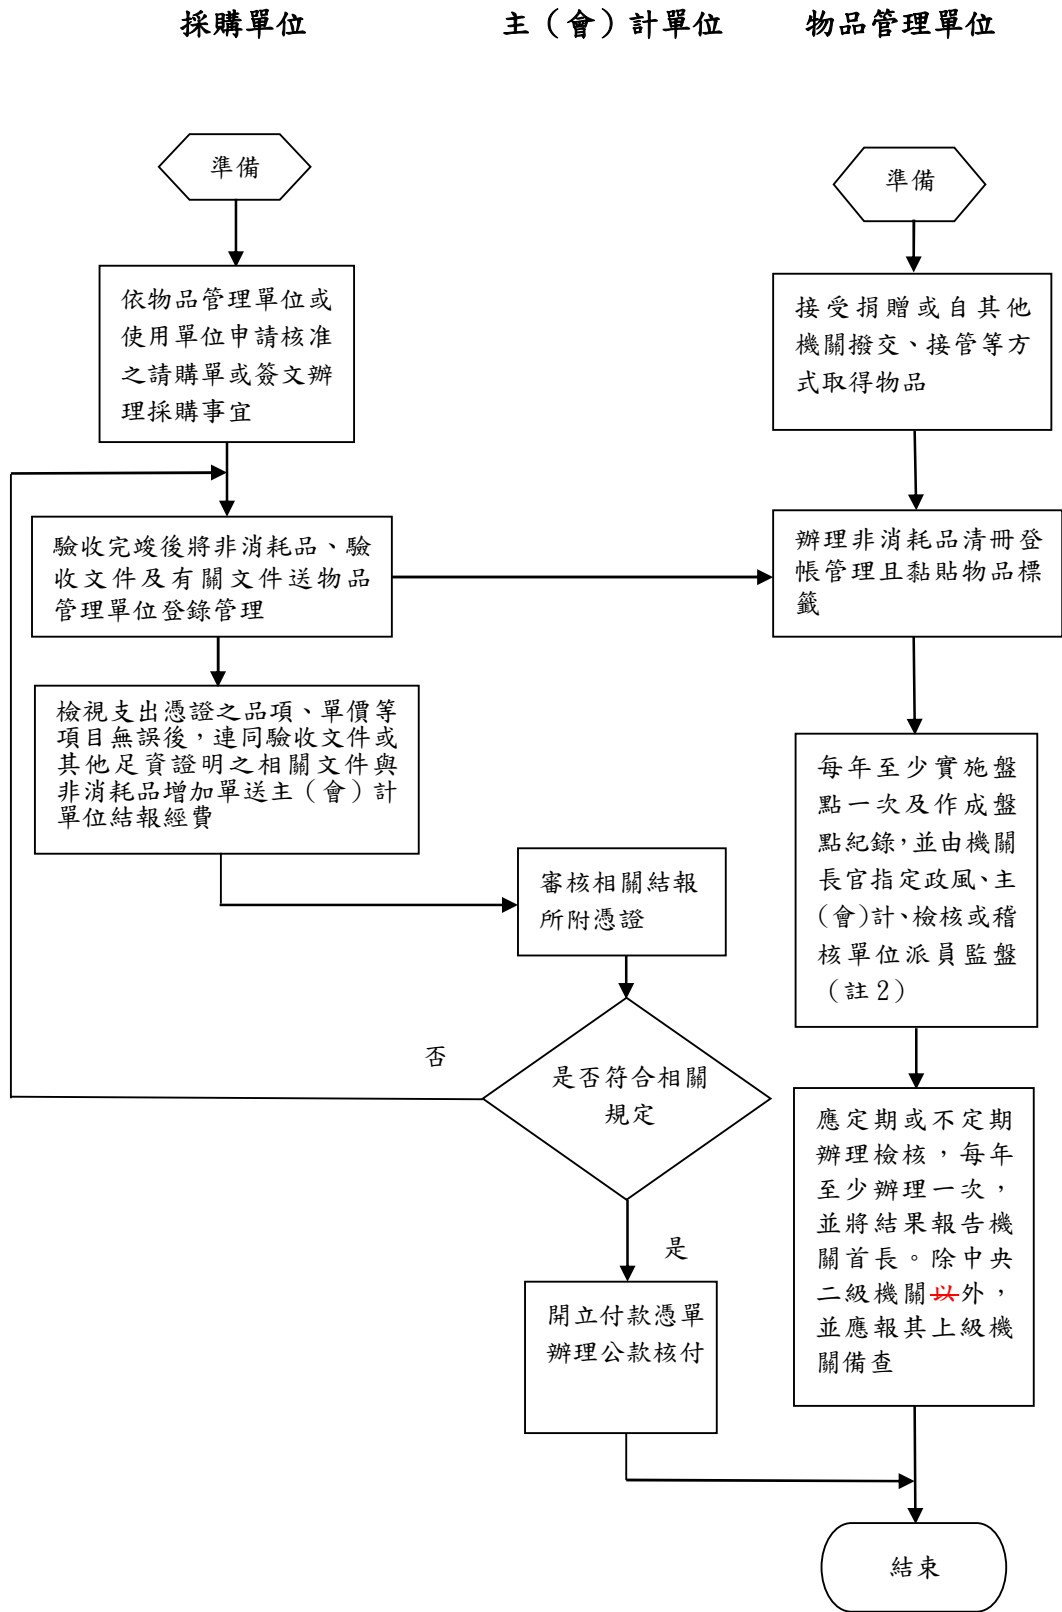 採購單位
主（會）計單位
物品管理單位
準備
依物品管理單位或
使用單位申請核准
之請購單或簽文辦
理採購事宜
驗收完竣後將非消耗品、驗
收文件及有關文件送物品
管理單位登錄管理
檢視支出憑證之品項、單價等
項目無誤後，連同驗收文件或
其他足資證明之相關文件與
非消耗品增加單送主（會）計
單位結報經費
審核相關結報
所附憑證
是否符合相關
規定
否
是
開立付款憑單
辦理公款核付
準備
接受捐贈或自其他
機關撥交、接管等方
式取得物品
辦理非消耗品清冊登
帳管理且黏貼物品標
籤
每年至少實施盤
點一次及作成盤
點紀錄，並由機關
長官指定政風、主
(會)計、檢核或稽
核單位派員監盤
（註 2）
應定期或不定期
辦理檢核，每年
至少辦理一次，
並將結果報告機
關首長。除中央
二級機關以外，
並應報其上級機
關備查
結束